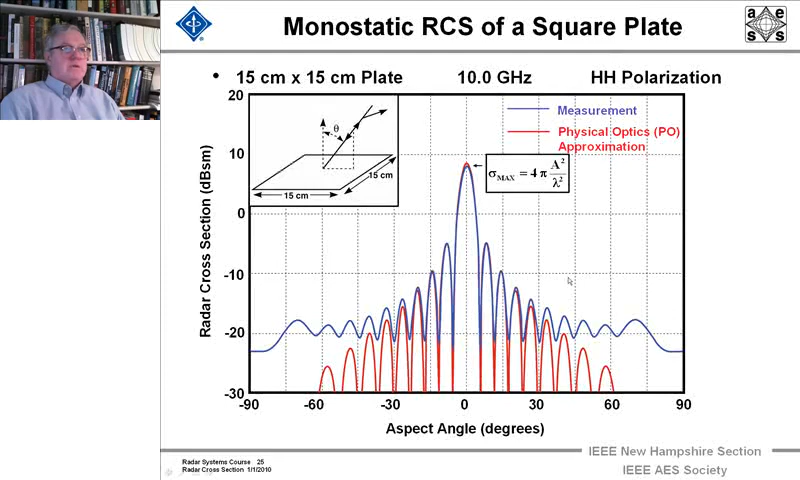 Monostatic RCS of a Square Plate
a e s s
• 15 cm x 15 cm Plate 10.0 GHz HH Polarization
Radar Cross Section (dBsm)
20
10
0
-10
-20
-30
θ
15 cm
15 cm
Measurement
Physical Optics (PO)
Approximation
σMAX = 4 π A² / λ²
-90 -60 -30 0 30 60 90
Aspect Angle (degrees)
Radar Systems Course 25
Radar Cross Section 1/1/2010
IEEE New Hampshire Section
IEEE AES Society